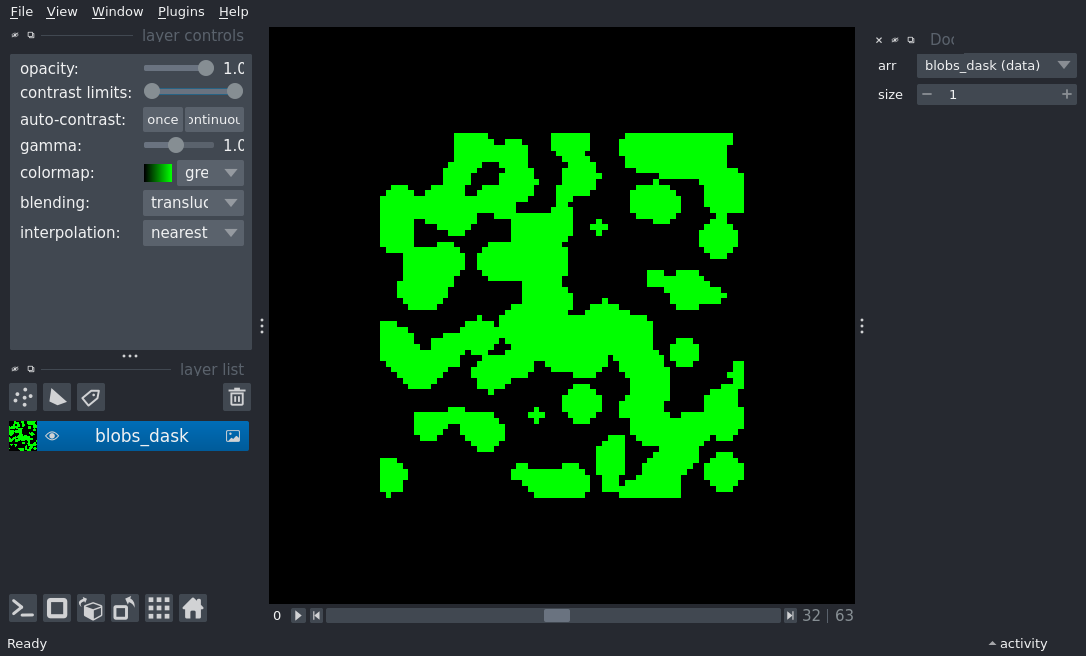 File View Window Plugins Help
layer controls
opacity: 1.0
contrast limits:
auto-contrast: once ontinuou
gamma: 1.0
colormap: gre
blending: transluc
interpolation: nearest
layer list
blobs_dask
0 32 | 63
Ready
Doc
arr blobs_dask (data)
size 1
activity